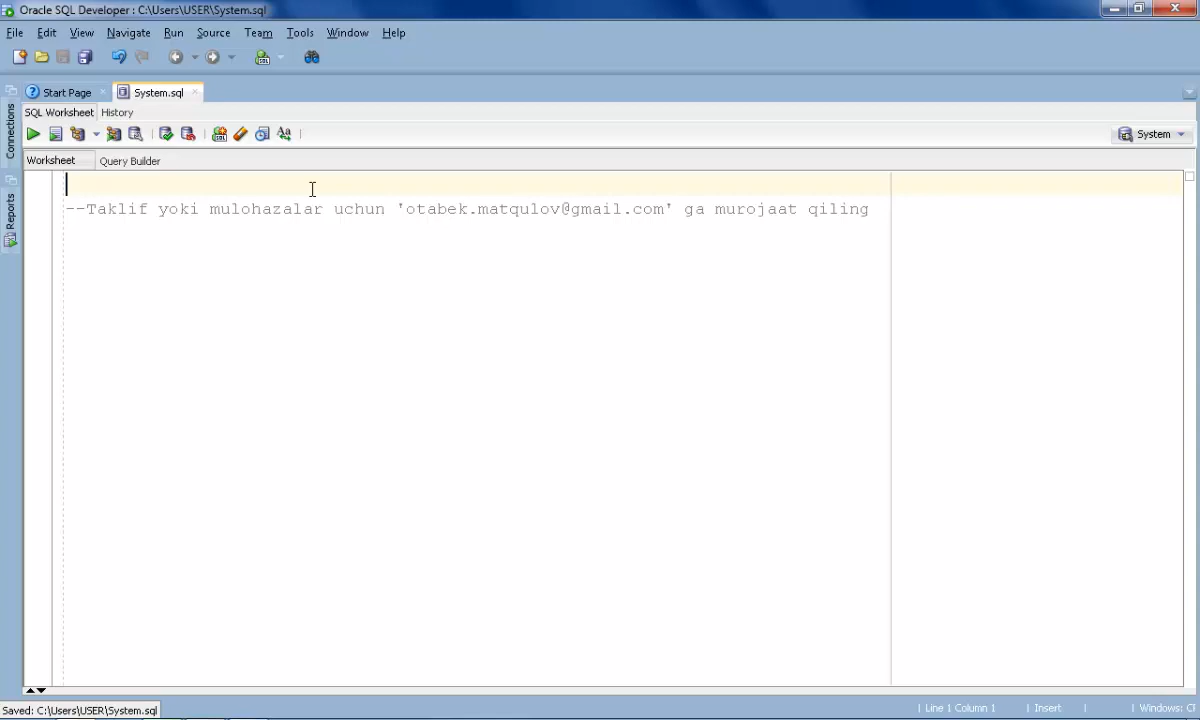 Oracle SQL Developer : C:\Users\USER\System.sql
File Edit View Navigate Run Source Team Tools Window Help
Start Page System.sql
SQL Worksheet History
System
Worksheet Query Builder
--Taklif yoki mulohazalar uchun 'otabek.matqulov@gmail.com' ga murojaat qiling
Connections
Reports
Saved: C:\Users\USER\System.sql
Line 1 Column 1 Insert Windows: CI